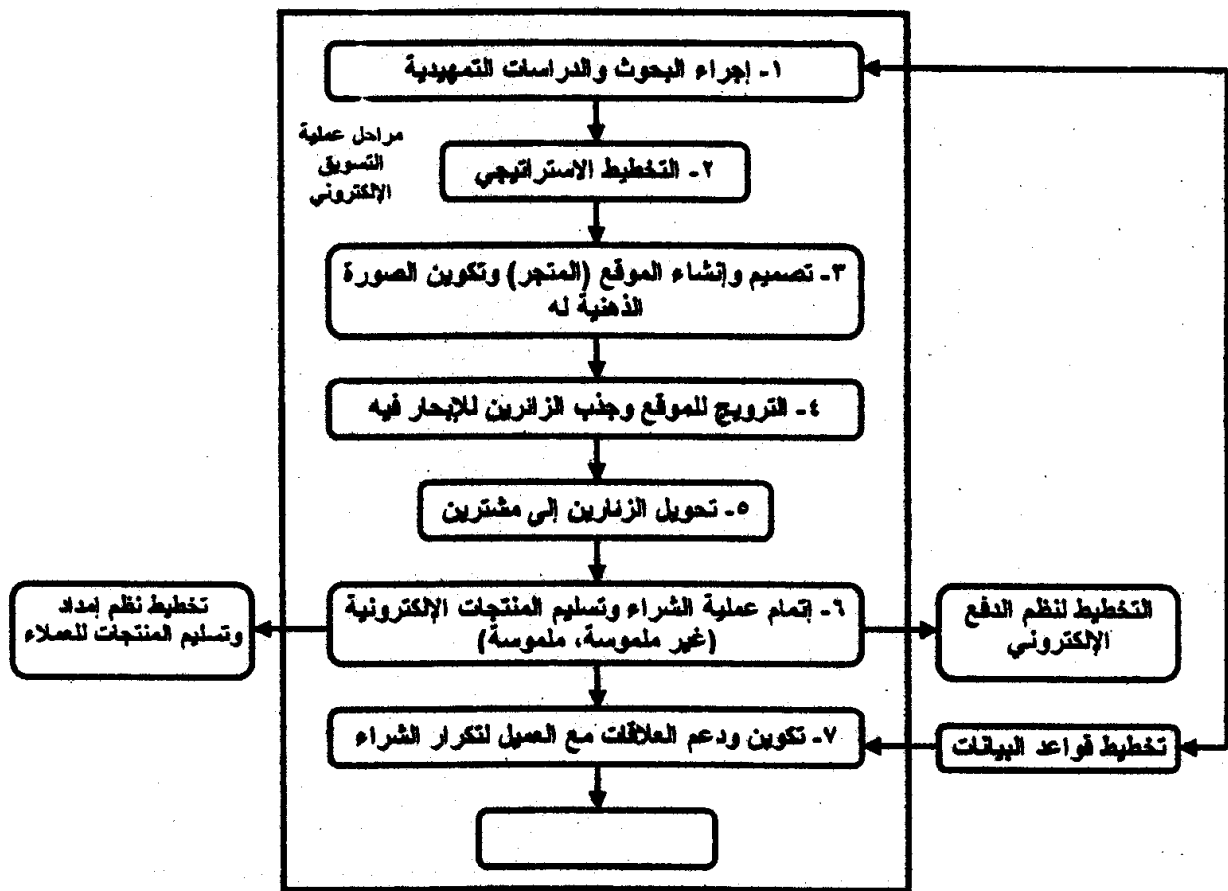 ١- إجراء البحوث والدراسات التمهيدية
مراحل عملية
التسويق
الإلكتروني
٢- التخطيط الاستراتيجي
٣- تصميم وإنشاء الموقع (المتجر) وتكوين الصورة
الذهنية له
٤- الترويج للموقع وجذب الزائرين للإبحار فيه
٥- تحويل الزئارين إلى مشترين
٦- إتمام عملية الشراء وتسليم المنتجات الإلكترونية
(غير ملموسة، ملموسة)
التخطيط لنظم الدفع
الإلكتروني
تخطيط نظم إمداد
وتسليم المنتجات للعملاء
٧- تكوين ودعم العلاقات مع العميل لتكرار الشراء
تخطيط قواعد البيانات